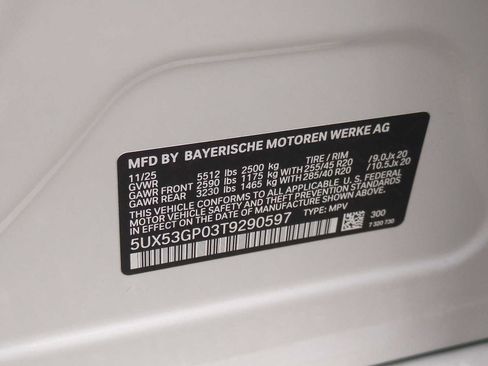 MFD BY BAYERISCHE MOTOREN WERKE AG
11/25 5512 lbs 2500 kg TIRE / RIM
GVWR
GAWR FRONT 2590 lbs 1175 kg WITH 255/45 R20 /9.0Jx 20
GAWR REAR 3230 lbs 1465 kg WITH 285/40 R20 /10.5Jx 20
THIS VEHICLE CONFORMS TO ALL APPLICABLE U.S. FEDERAL
MOTOR VEHICLE SAFETY AND THEFT PREVENTION STANDARDS
IN EFFECT ON THE DATE OF MANUFACTURE SHOWN ABOVE.
5UX53GP03T9290597 TYPE: MPV 300
7 320 730